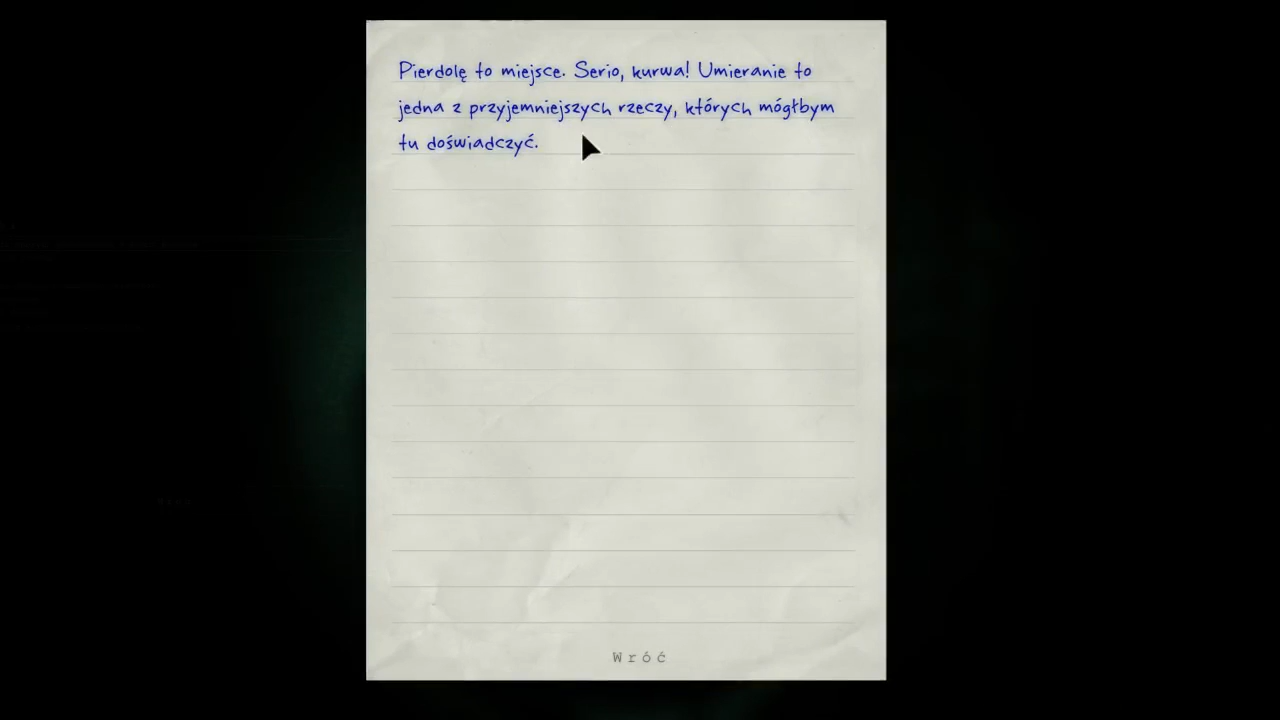 Pierdolę to miejsce. Serio, kurwa! Umieranie to
jedna z przyjemniejszych rzeczy, których mógłbym
tu doświadczyć.
Wróć